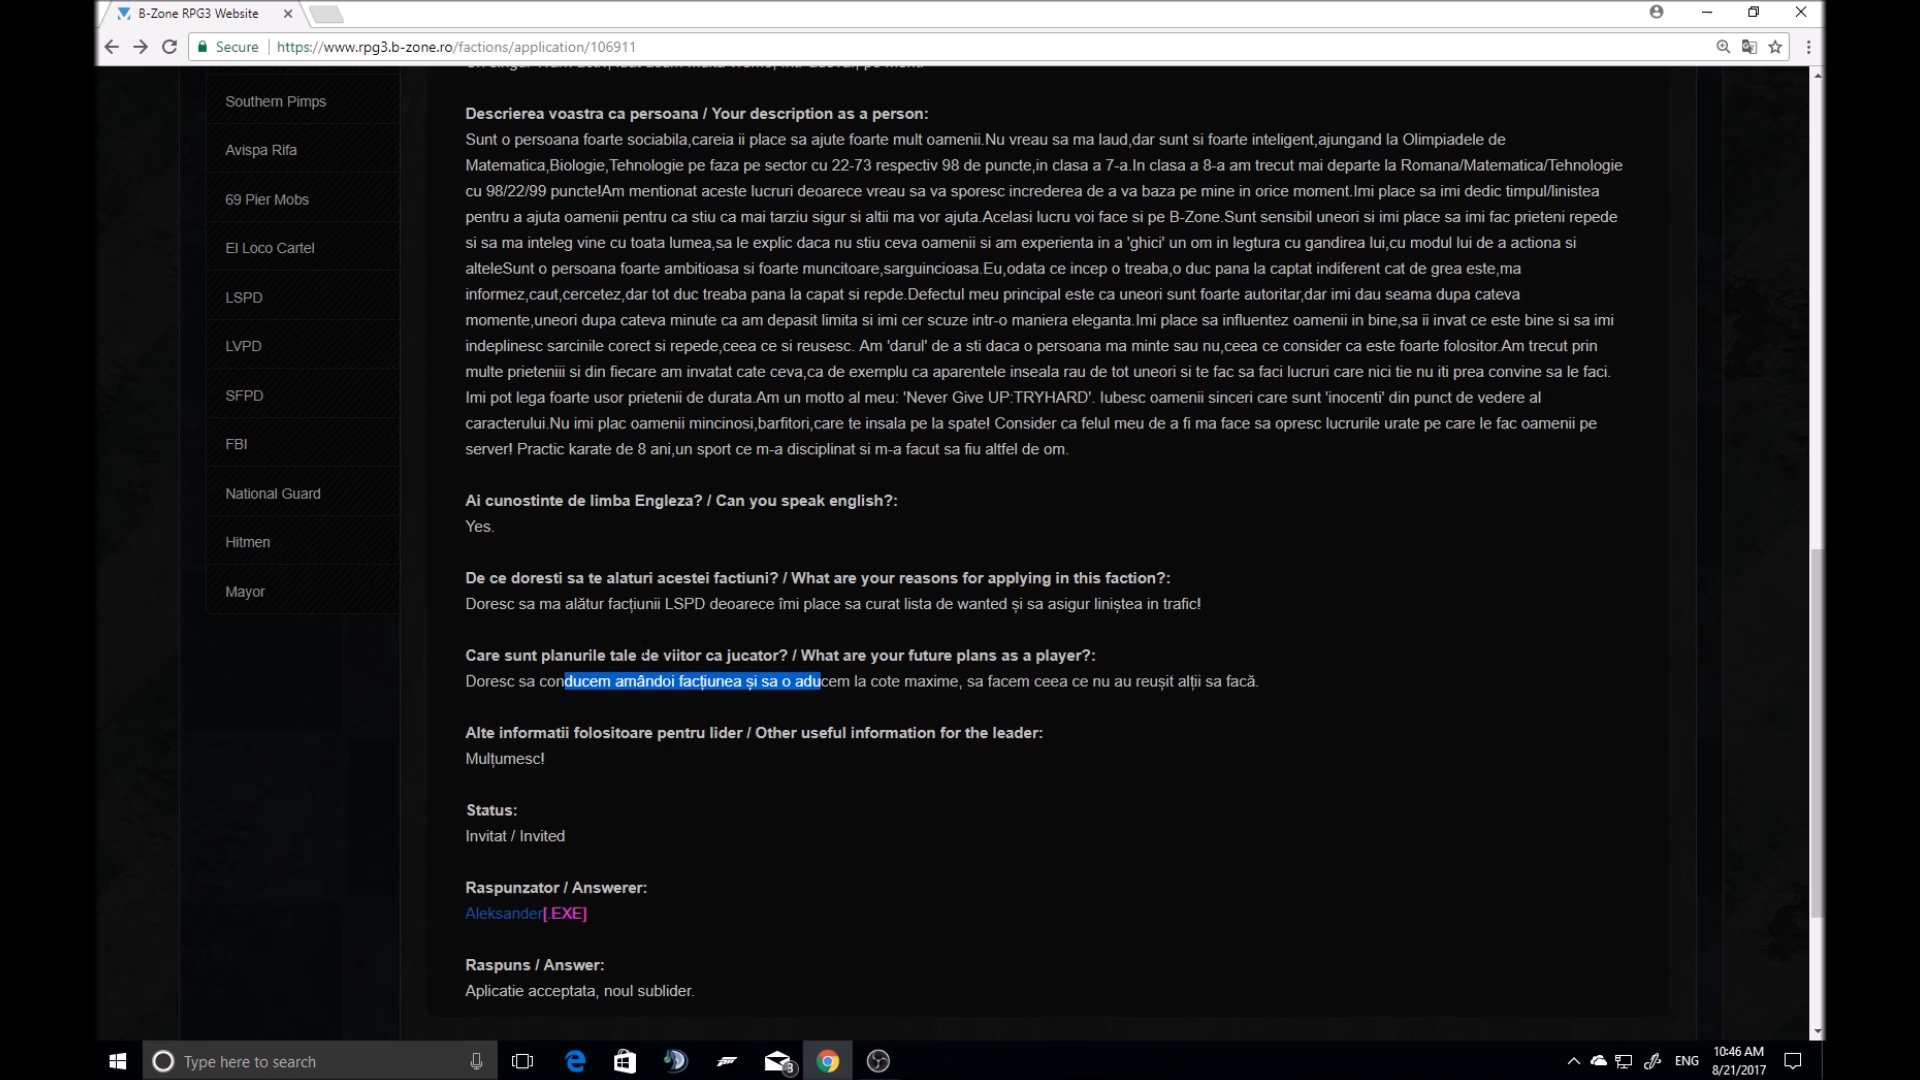 B-Zone RPG3 Website
Secure
https://www.rpg3.b-zone.ro/factions/application/106911
Southern Pimps
Avispa Rifa
69 Pier Mobs
El Loco Cartel
LSPD
LVPD
SFPD
FBI
National Guard
Hitmen
Mayor
Descrierea voastra ca persoana / Your description as a person:
Sunt o persoana foarte sociabila,careia ii place sa ajute foarte mult oamenii.Nu vreau sa ma laud,dar sunt si foarte inteligent,ajungand la Olimpiadele de
Matematica,Biologie,Tehnologie pe faza pe sector cu 22-73 respectiv 98 de puncte,in clasa a 7-a.In clasa a 8-a am trecut mai departe la Romana/Matematica/Tehnologie
cu 98/22/99 puncte!Am mentionat aceste lucruri deoarece vreau sa va sporesc increderea de a va baza pe mine in orice moment.Imi place sa imi dedic timpul/linistea
pentru a ajuta oamenii pentru ca stiu ca mai tarziu sigur si altii ma vor ajuta.Acelasi lucru voi face si pe B-Zone.Sunt sensibil uneori si imi place sa imi fac prieteni repede
si sa ma inteleg vine cu toata lumea,sa le explic daca nu stiu ceva oamenii si am experienta in a 'ghici' un om in legtura cu gandirea lui,cu modul lui de a actiona si
alteleSunt o persoana foarte ambitioasa si foarte muncitoare,sarguincioasa.Eu,odata ce incep o treaba,o duc pana la captat indiferent cat de grea este,ma
informez,caut,cercetez,dar tot duc treaba pana la capat si repde.Defectul meu principal este ca uneori sunt foarte autoritar,dar imi dau seama dupa cateva
momente,uneori dupa cateva minute ca am depasit limita si imi cer scuze intr-o maniera eleganta.Imi place sa influentez oamenii in bine,sa ii invat ce este bine si sa imi
indeplinesc sarcinile corect si repede,ceea ce si reusesc. Am 'darul' de a sti daca o persoana ma minte sau nu,ceea ce consider ca este foarte folositor.Am trecut prin
multe prieteniii si din fiecare am invatat cate ceva,ca de exemplu ca aparentele inseala rau de tot uneori si te fac sa faci lucruri care nici tie nu iti prea convine sa le faci.
Imi pot lega foarte usor prietenii de durata.Am un motto al meu: 'Never Give UP:TRYHARD'. Iubesc oamenii sinceri care sunt 'inocenti' din punct de vedere al
caracterului.Nu imi plac oamenii mincinosi,barfitori,care te insala pe la spate! Consider ca felul meu de a fi ma face sa opresc lucrurile urate pe care le fac oamenii pe
server! Practic karate de 8 ani,un sport ce m-a disciplinat si m-a facut sa fiu altfel de om.
Ai cunostinte de limba Engleza? / Can you speak english?:
Yes.
De ce doresti sa te alaturi acestei factiuni? / What are your reasons for applying in this faction?:
Doresc sa ma alătur facțiunii LSPD deoarece îmi place sa curat lista de wanted și sa asigur liniștea in trafic!
Care sunt planurile tale de viitor ca jucator? / What are your future plans as a player?:
Doresc sa conducem amândoi facțiunea și sa o aducem la cote maxime, sa facem ceea ce nu au reușit alții sa facă.
Alte informatii folositoare pentru lider / Other useful information for the leader:
Mulțumesc!
Status:
Invitat / Invited
Raspunzator / Answerer:
Aleksander[.EXE]
Raspuns / Answer:
Aplicatie acceptata, noul sublider.
Type here to search
3
ENG
10:46 AM
8/21/2017